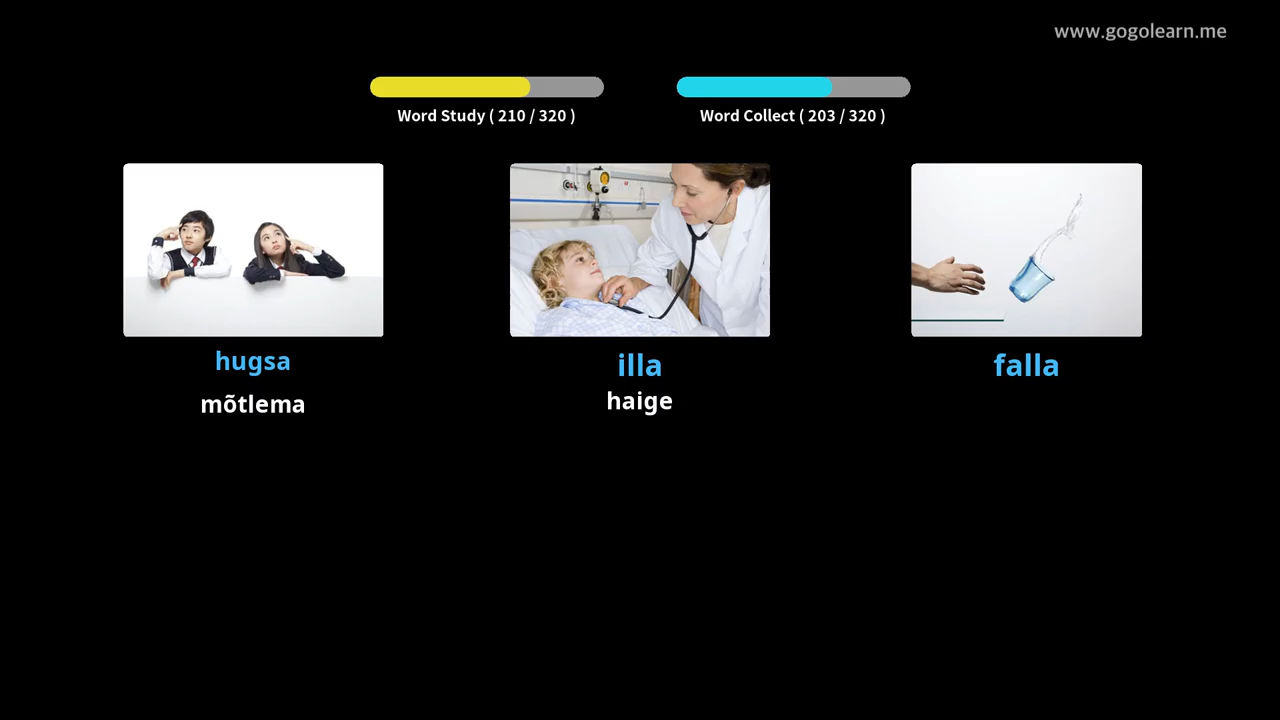 www.gogolearn.me
Word Study ( 210 / 320 )
Word Collect ( 203 / 320 )
hugsa
mõtlema
illa
haige
falla